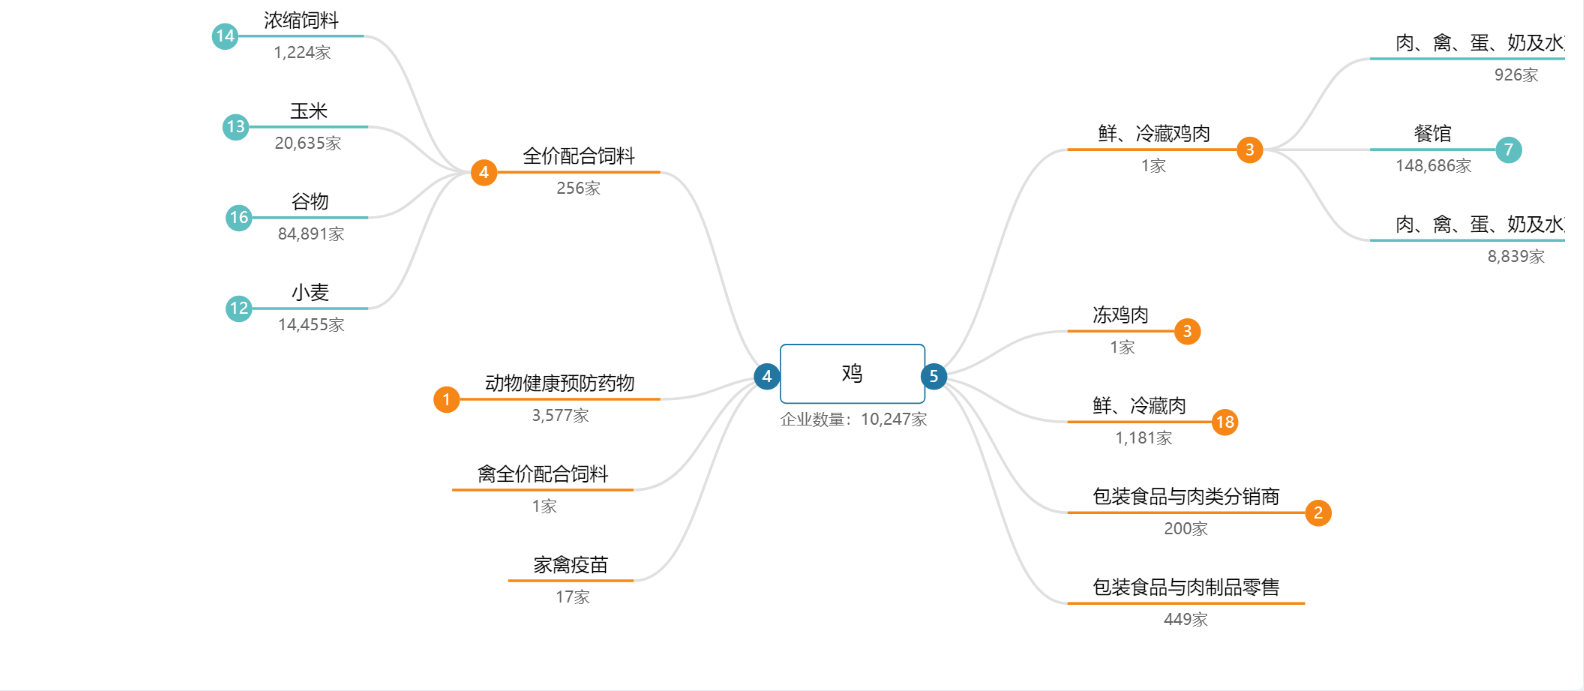 浓缩饲料
14
1,224家
玉米
13
20,635家
谷物
16
84,891家
小麦
12
14,455家
全价配合饲料
4
256家
动物健康预防药物
1
3,577家
禽全价配合饲料
1家
家禽疫苗
17家
鸡
4
5
企业数量：10,247家
鲜、冷藏鸡肉
3
1家
肉、禽、蛋、奶及水
926家
餐馆
7
148,686家
肉、禽、蛋、奶及水
8,839家
冻鸡肉
3
1家
鲜、冷藏肉
18
1,181家
包装食品与肉类分销商
2
200家
包装食品与肉制品零售
449家